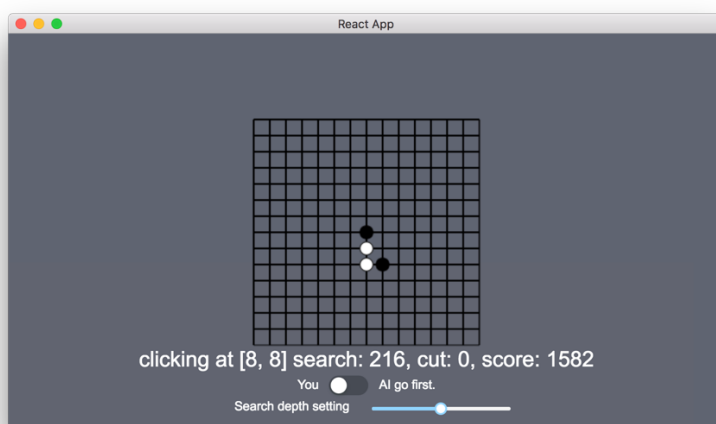 React App
clicking at [8, 8] search: 216, cut: 0, score: 1582
You AI go first.
Search depth setting